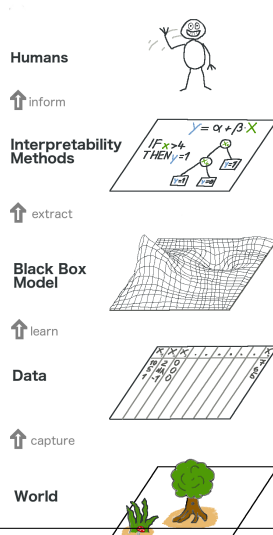 Humans
inform
Interpretability
Methods
Y = α + β·X
IF x>4
THEN y=1
extract
Black Box
Model
learn
Data
X X X . . . . . . X
capture
World